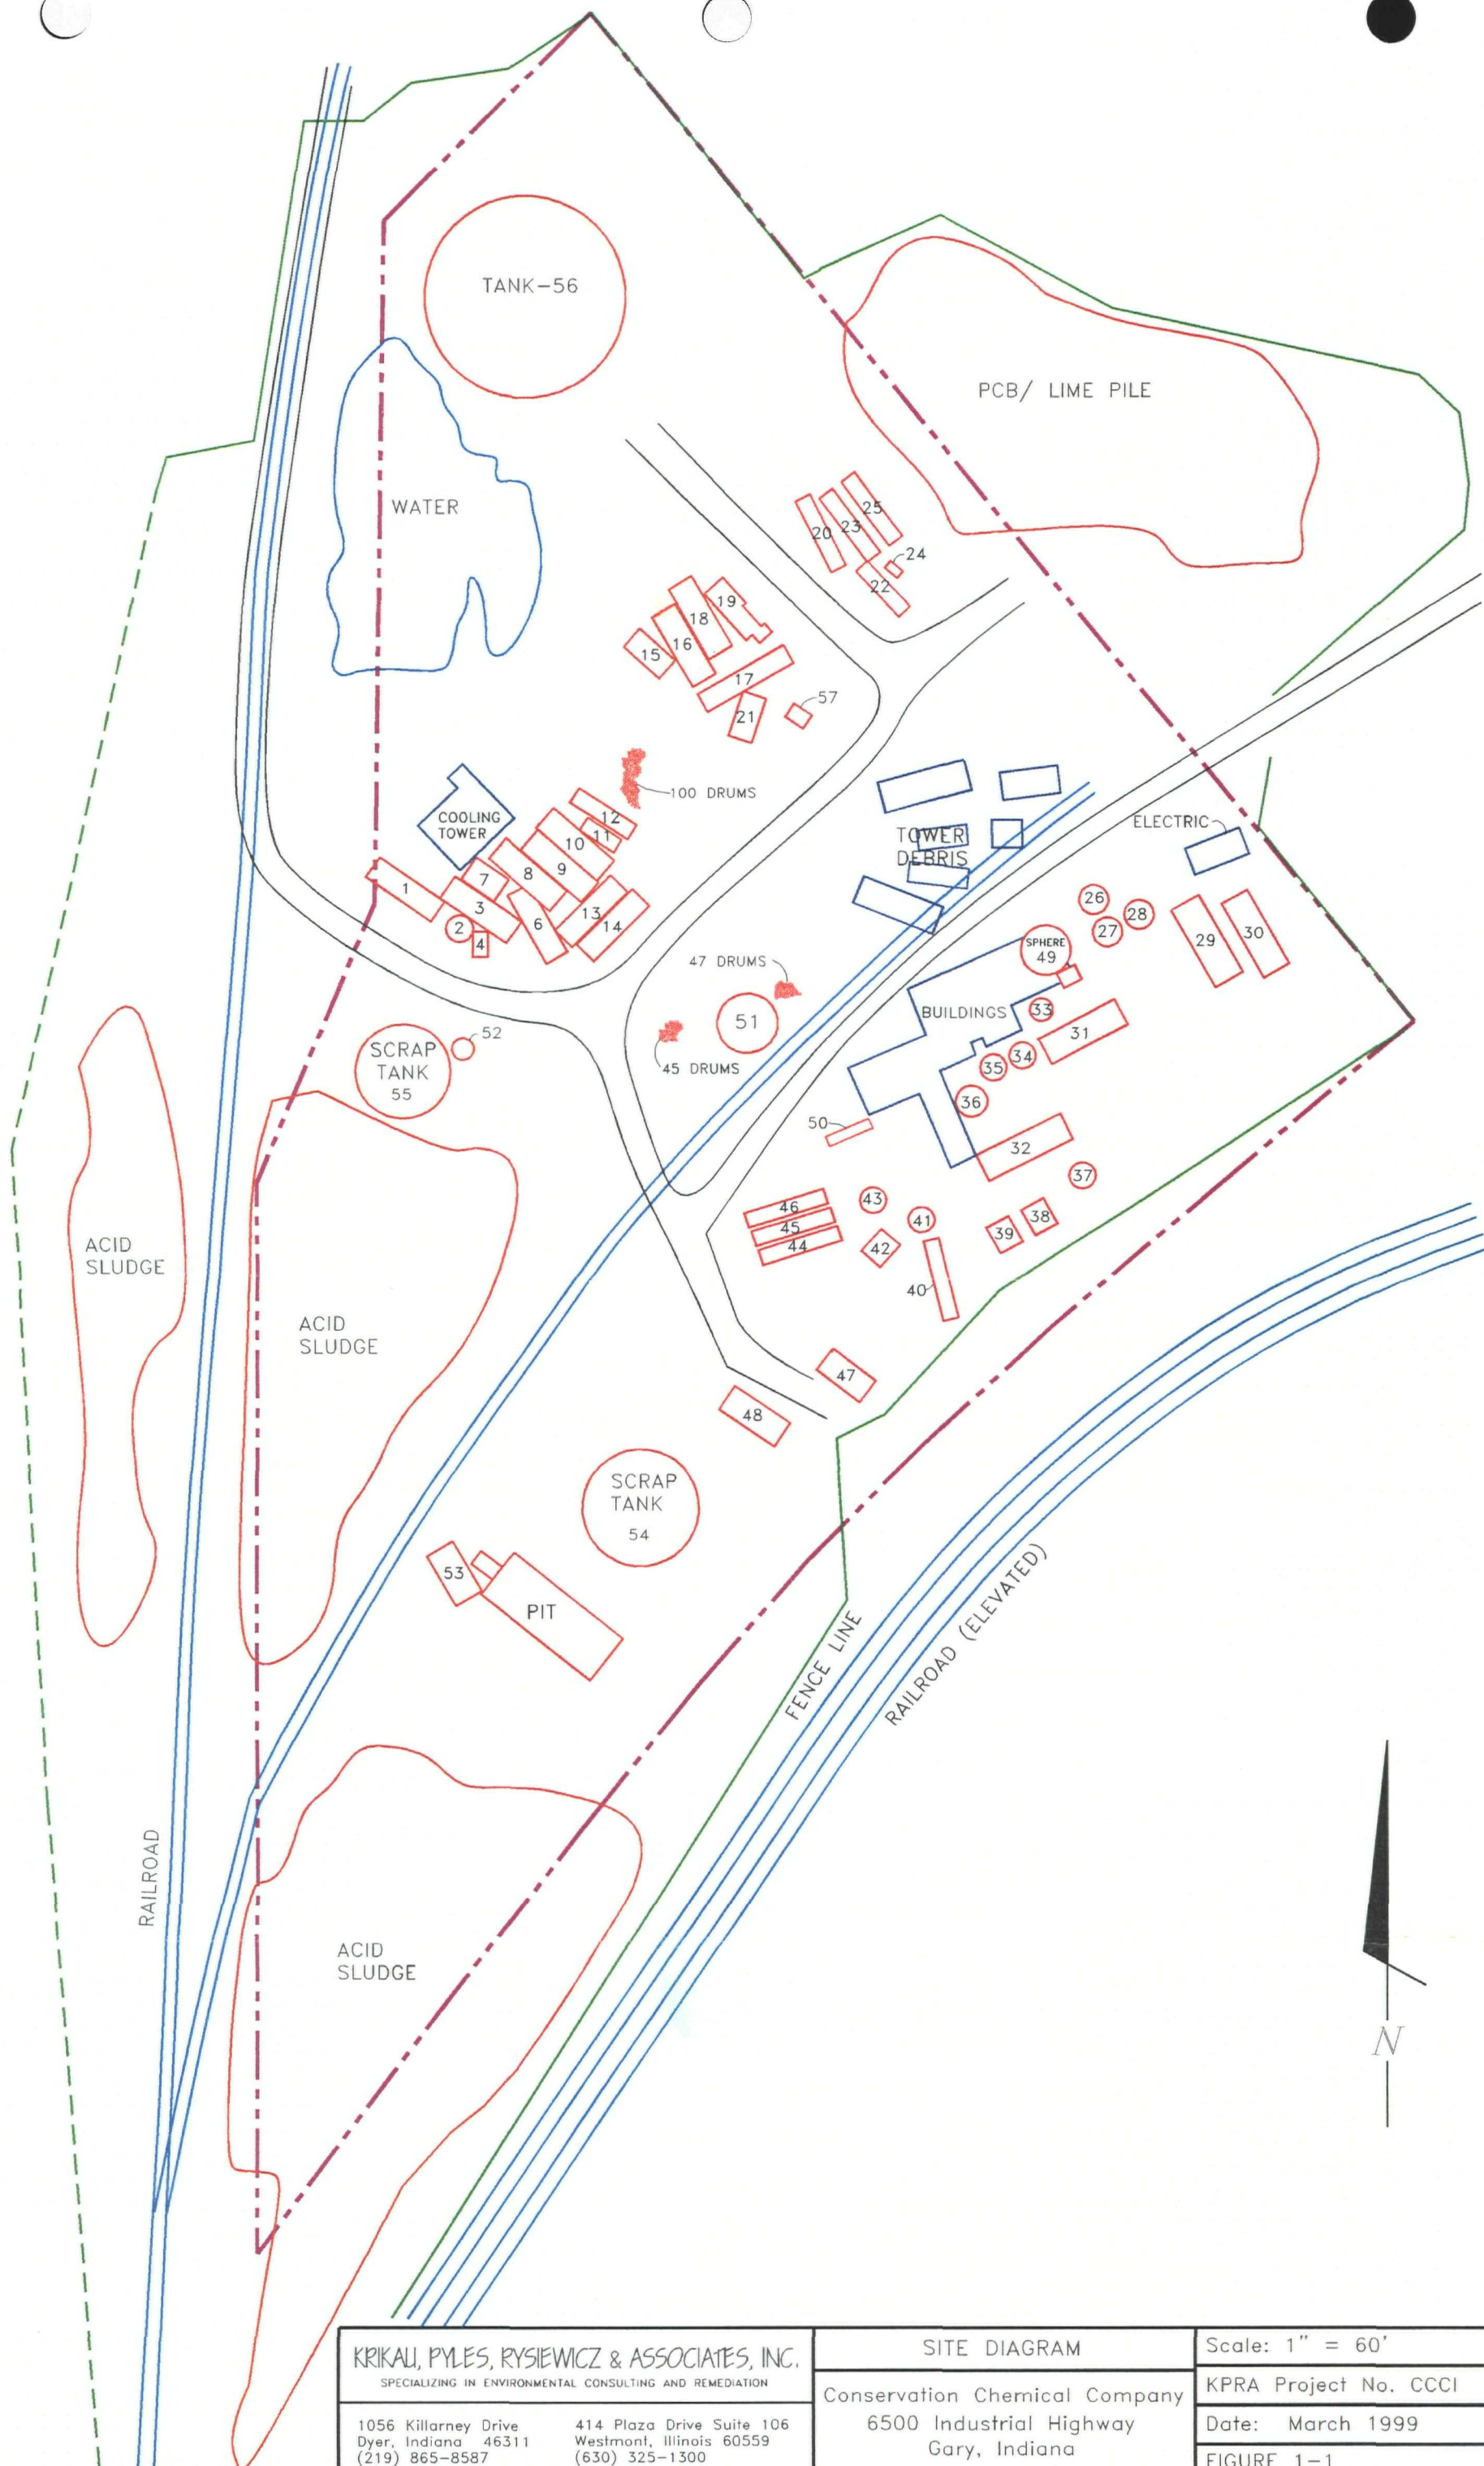 TANK-56
PCB/ LIME PILE
WATER
25
23
20
24
22
19
18
16
15
17
21
57
100 DRUMS
COOLING
TOWER
12
11
10
9
8
7
1
3
2
4
6
13
14
TOWER
DEBRIS
ELECTRIC
26
28
27
29
30
SPHERE
49
47 DRUMS
51
45 DRUMS
BUILDINGS
33
31
34
35
36
52
SCRAP
TANK
55
50
32
37
46
45
44
43
41
42
38
39
40
ACID
SLUDGE
ACID
SLUDGE
47
48
SCRAP
TANK
54
53
PIT
FENCE LINE
RAILROAD (ELEVATED)
RAILROAD
ACID
SLUDGE
N
KRIKAU, PYLES, RYSIEWICZ & ASSOCIATES, INC.
SPECIALIZING IN ENVIRONMENTAL CONSULTING AND REMEDIATION
1056 Killarney Drive
Dyer, Indiana 46311
(219) 865-8587
414 Plaza Drive Suite 106
Westmont, Illinois 60559
(630) 325-1300
SITE DIAGRAM
Conservation Chemical Company
6500 Industrial Highway
Gary, Indiana
Scale: 1" = 60'
KPRA Project No. CCCI
Date: March 1999
FIGURE 1-1